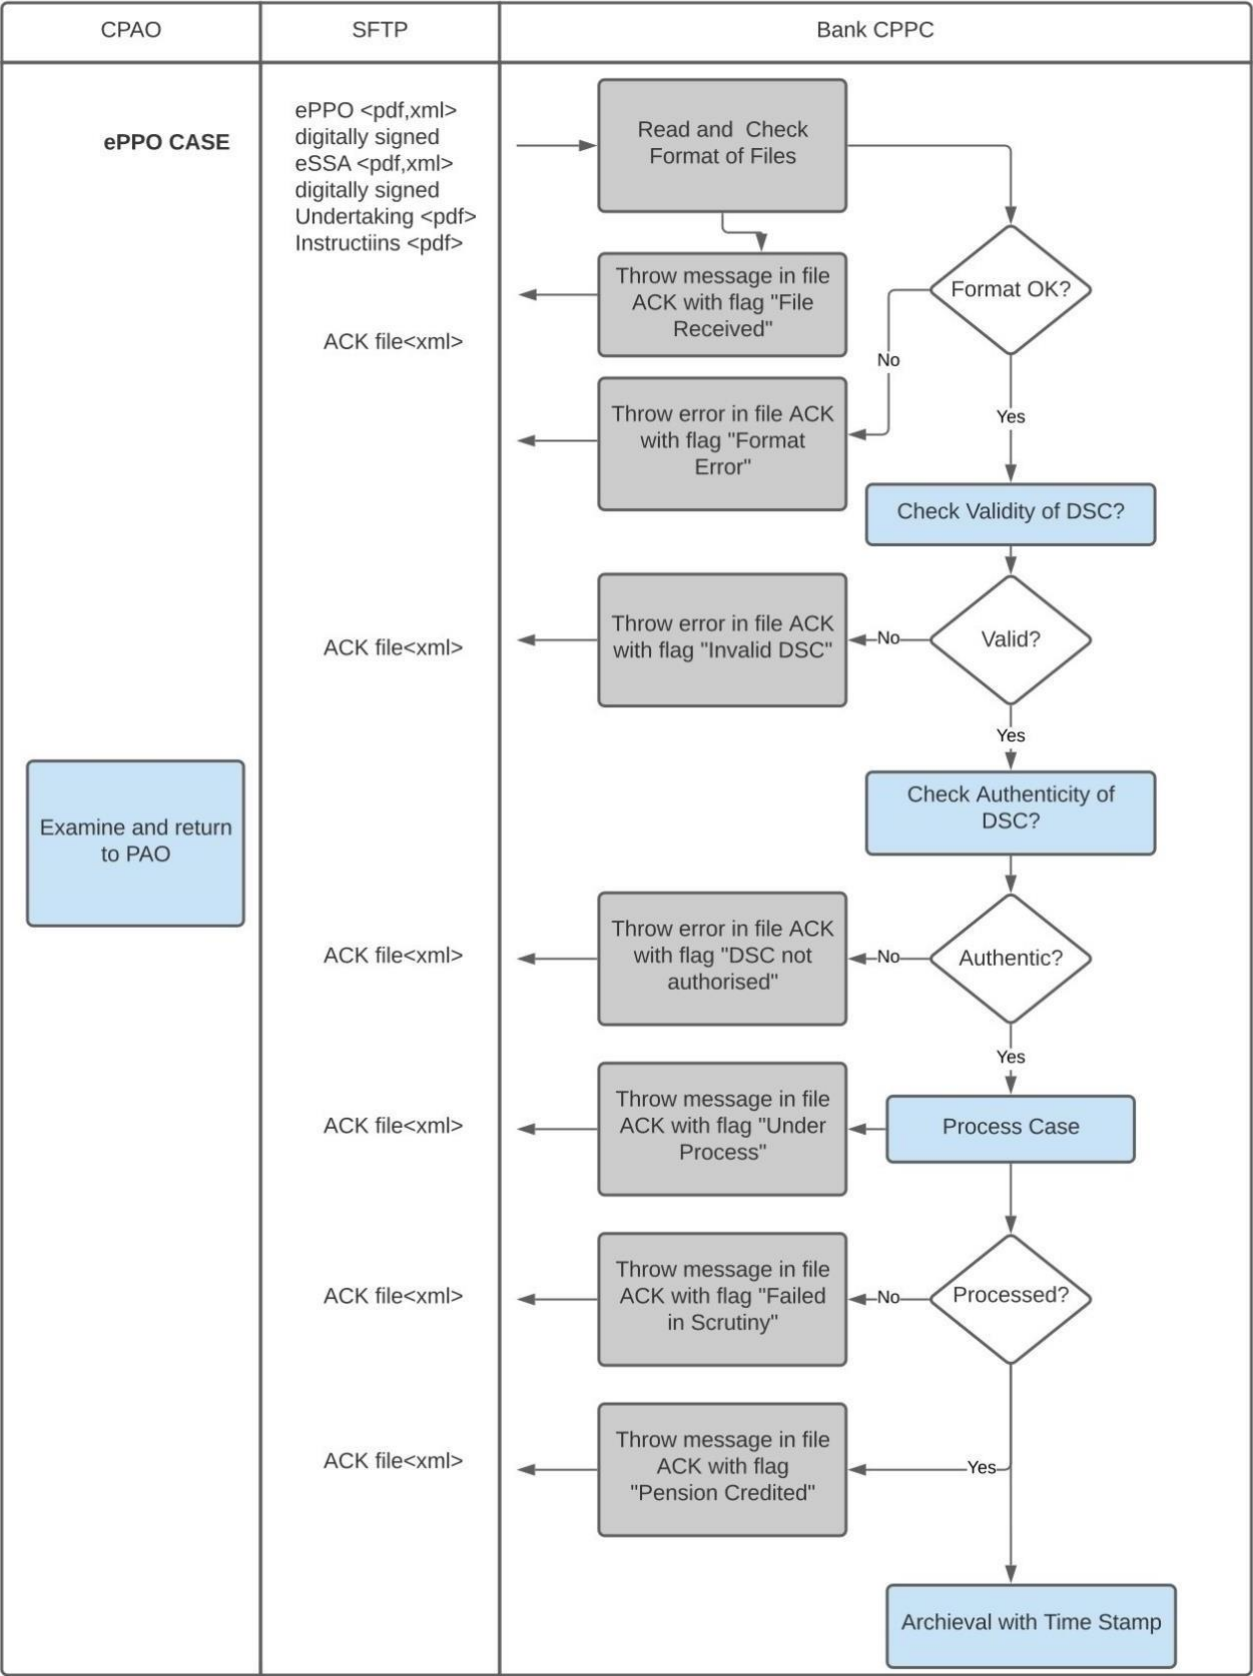 CPAO
SFTP
Bank CPPC
ePPO CASE
ePPO <pdf,xml>
digitally signed
eSSA <pdf,xml>
digitally signed
Undertaking <pdf>
Instructiins <pdf>
Read and  Check
Format of Files
Throw message in file
ACK with flag "File
Received"
Format OK?
ACK file<xml>
No
Throw error in file ACK
with flag "Format
Error"
Yes
Check Validity of DSC?
Throw error in file ACK
with flag "Invalid DSC"
No
Valid?
ACK file<xml>
Yes
Check Authenticity of
DSC?
Examine and return
to PAO
Throw error in file ACK
with flag "DSC not
authorised"
No
Authentic?
ACK file<xml>
Yes
Throw message in file
ACK with flag "Under
Process"
Process Case
ACK file<xml>
Throw message in file
ACK with flag "Failed
in Scrutiny"
No
Processed?
ACK file<xml>
Throw message in file
ACK with flag
"Pension Credited"
Yes
ACK file<xml>
Archieval with Time Stamp